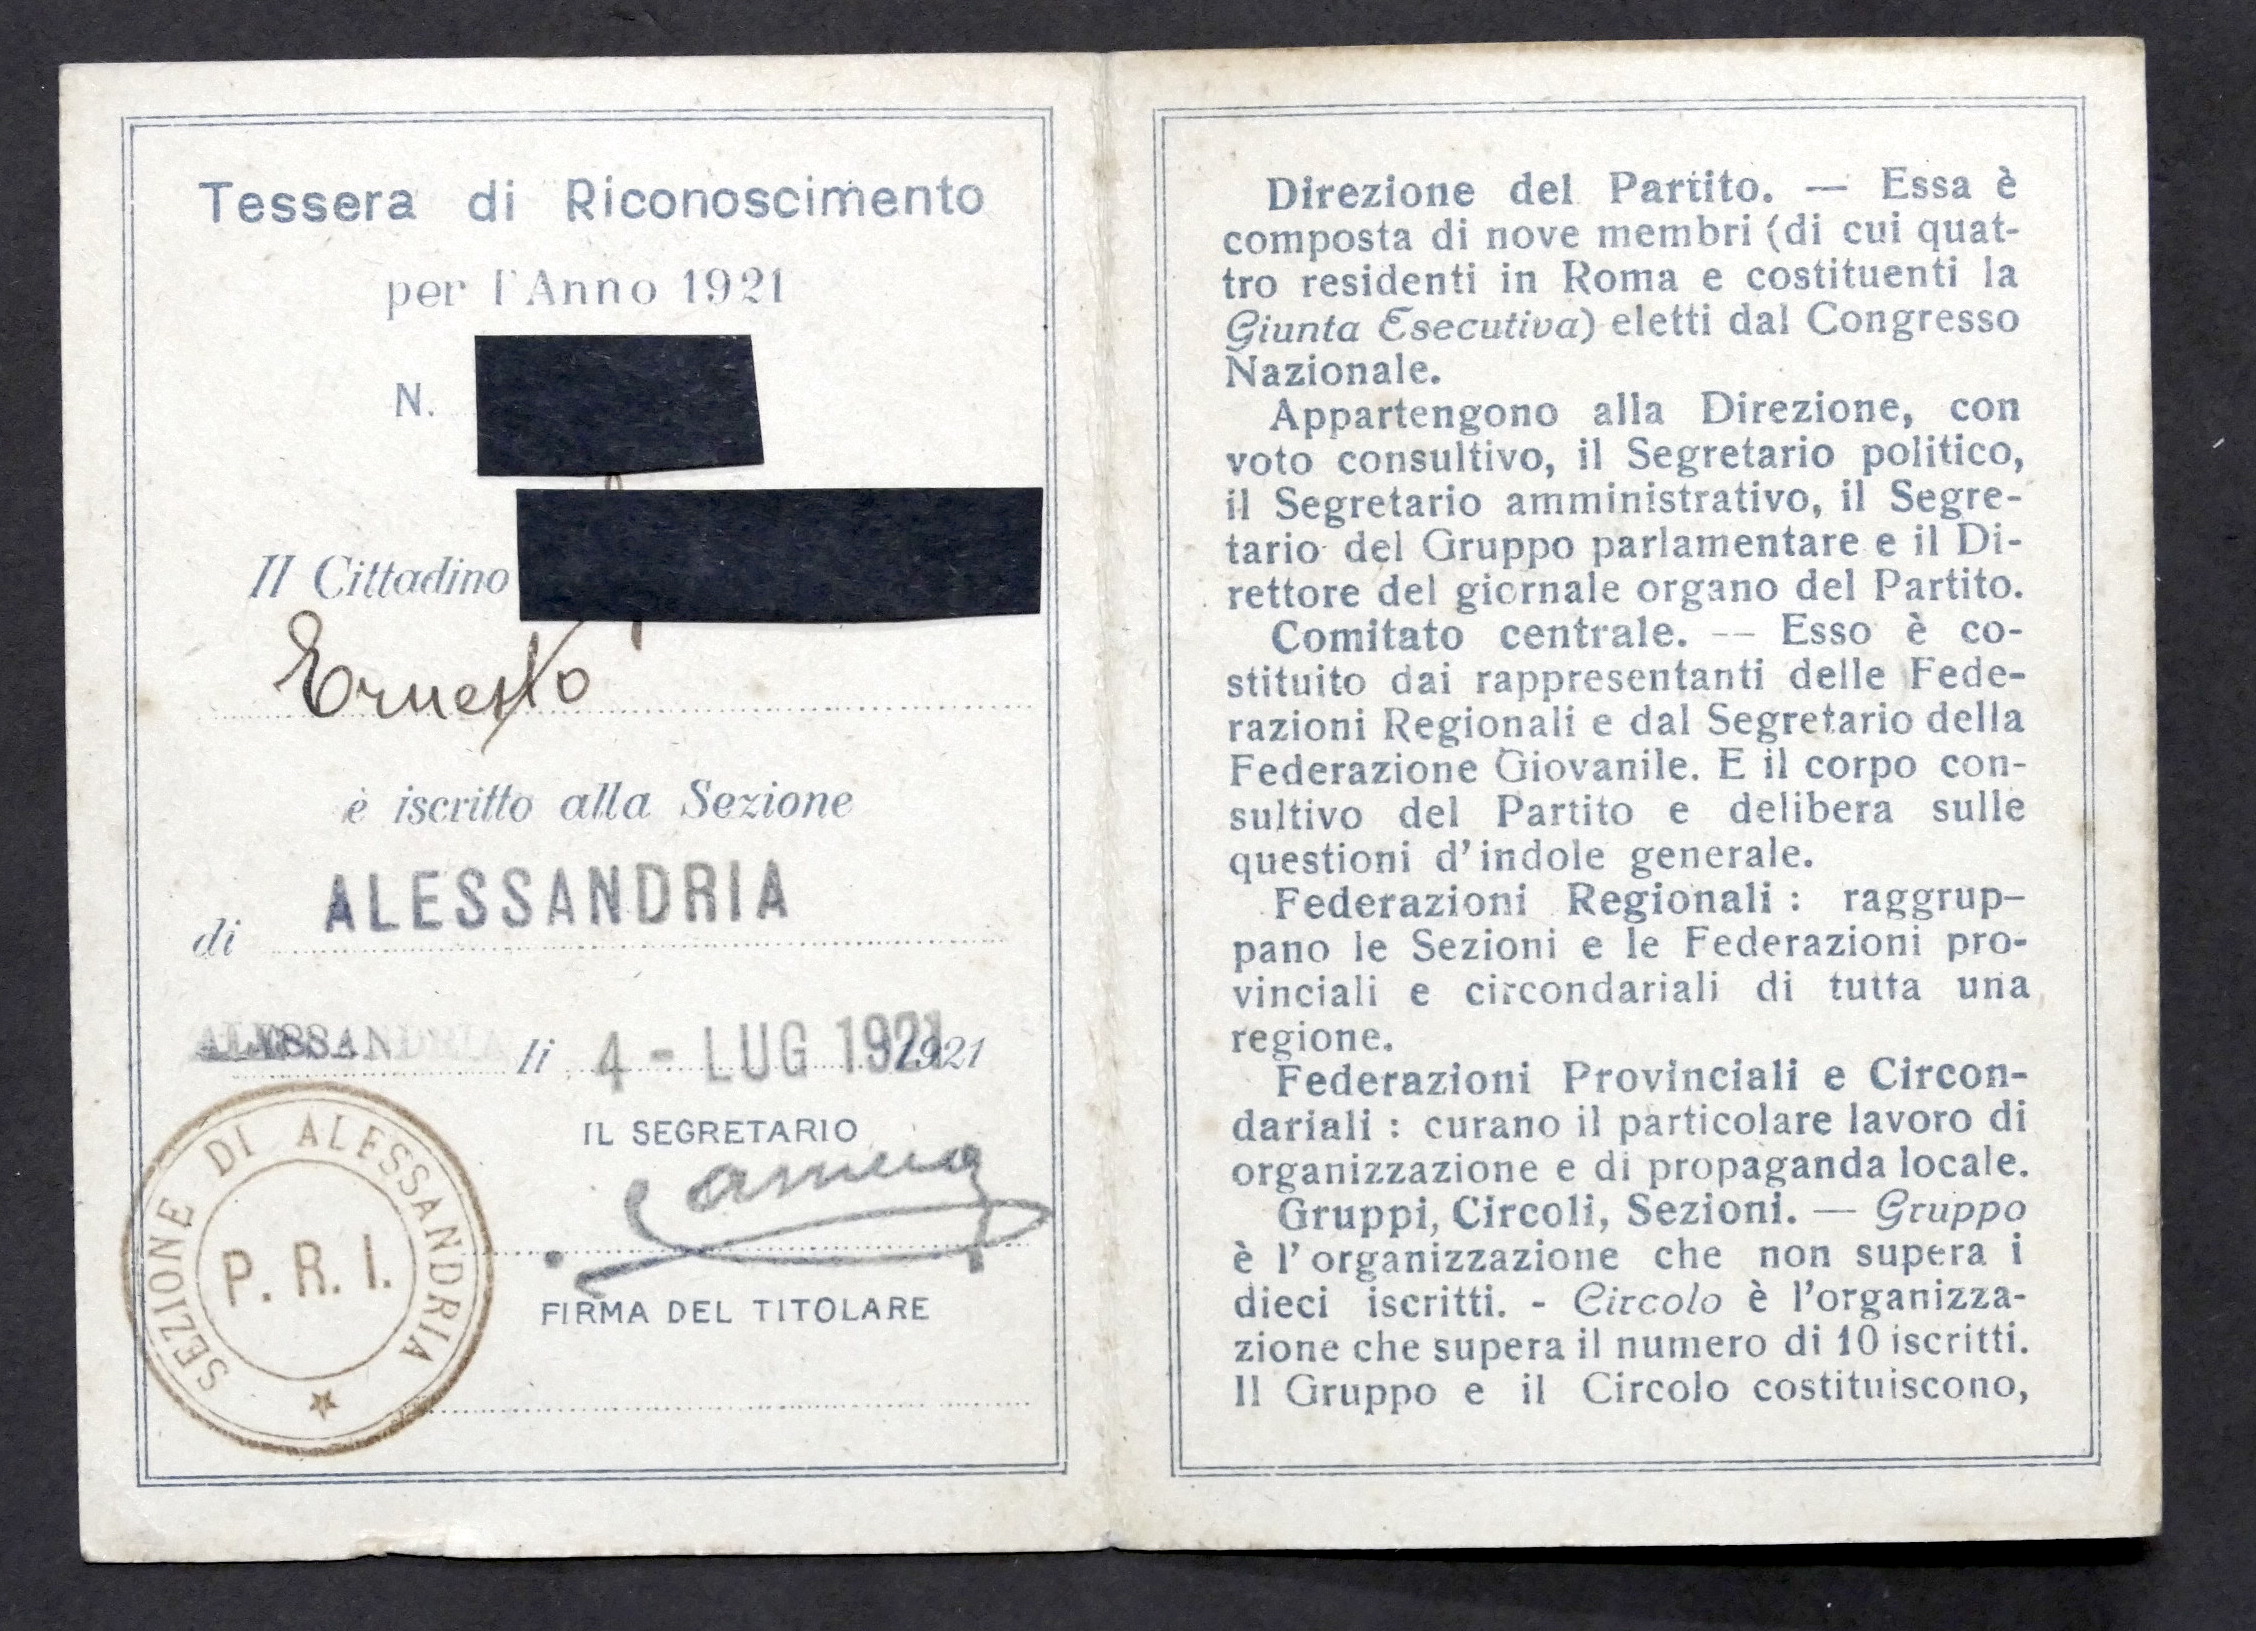 Tessera di Riconoscimento
per l'Anno 1921
N.
Il Cittadino
Ernesto
è iscritto alla Sezione
di ALESSANDRIA
ALESSANDRIA li 4 - LUG 1921 1921
IL SEGRETARIO
FIRMA DEL TITOLARE
SEZIONE DI ALESSANDRIA
P. R. I.
Direzione del Partito. — Essa è
composta di nove membri (di cui quat-
tro residenti in Roma e costituenti la
Giunta Esecutiva) eletti dal Congresso
Nazionale.
Appartengono alla Direzione, con
voto consultivo, il Segretario politico,
il Segretario amministrativo, il Segre-
tario del Gruppo parlamentare e il Di-
rettore del giornale organo del Partito.
Comitato centrale. -- Esso è co-
stituito dai rappresentanti delle Fede-
razioni Regionali e dal Segretario della
Federazione Giovanile. E il corpo con-
sultivo del Partito e delibera sulle
questioni d'indole generale.
Federazioni Regionali : raggrup-
pano le Sezioni e le Federazioni pro-
vinciali e circondariali di tutta una
regione.
Federazioni Provinciali e Circon-
dariali : curano il particolare lavoro di
organizzazione e di propaganda locale.
Gruppi, Circoli, Sezioni. — Gruppo
è l'organizzazione che non supera i
dieci iscritti. - Circolo è l'organizza-
zione che supera il numero di 10 iscritti.
Il Gruppo e il Circolo costituiscono,